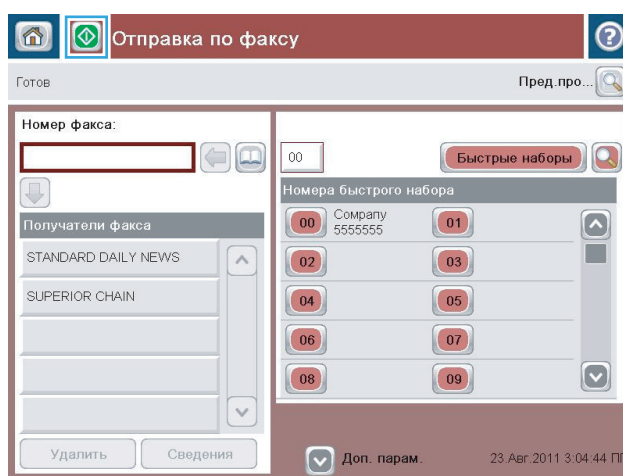 Отправка по факсу
Готов
Пред.про...
Номер факса:
00
Быстрые наборы
Номера быстрого набора
Получатели факса
STANDARD DAILY NEWS
SUPERIOR CHAIN
00 Company 01
5555555
02 03
04 05
06 07
08 09
Удалить Сведения
Доп. парам.
23.Авг.2011 3:04:44 ПП